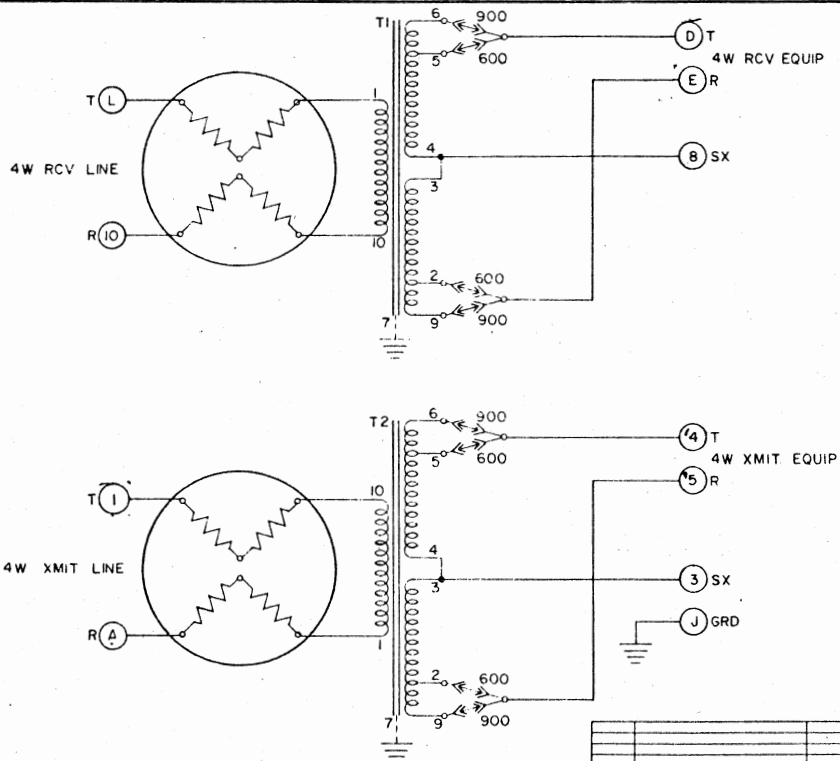 T1
6 900
5 600
D T
4W RCV EQUIP
E R
1
T L
4W RCV LINE
4
8 SX
3
R 10
10
2 600
9 900
7
T2
6 900
5 600
4 T
4W XMIT EQUIP
5 R
10
T 1
4W XMIT LINE
4
3
3 SX
J GRD
R A
1
2 600
9 900
7